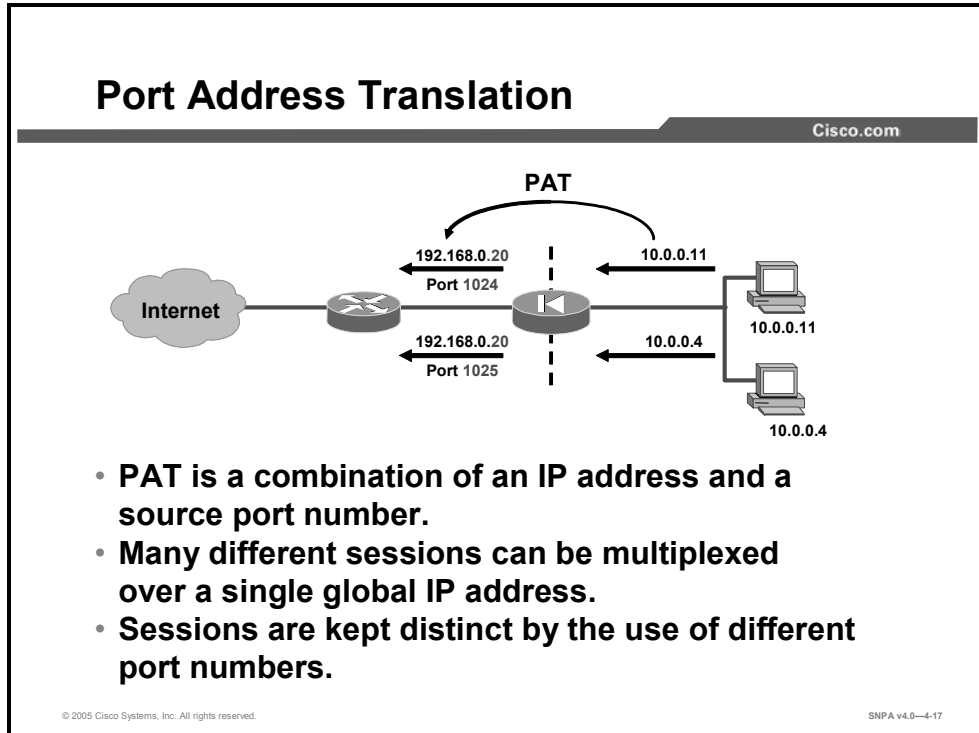 Port Address Translation
Cisco.com
PAT
192.168.0.20
10.0.0.11
Port 1024
Internet
10.0.0.11
192.168.0.20
10.0.0.4
Port 1025
10.0.0.4
• PAT is a combination of an IP address and a
source port number.
• Many different sessions can be multiplexed
over a single global IP address.
• Sessions are kept distinct by the use of different
port numbers.
© 2005 Cisco Systems, Inc. All rights reserved.
SNPA v4.0—4-17